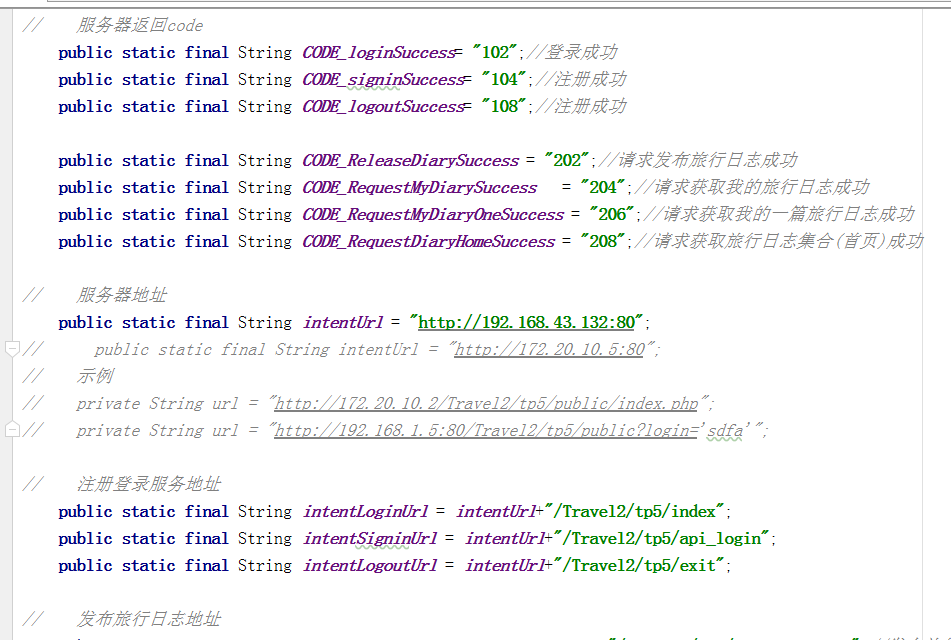 //    服务器返回code
public static final String CODE_loginSuccess= "102";//登录成功
public static final String CODE_signinSuccess= "104";//注册成功
public static final String CODE_logoutSuccess= "108";//注册成功
public static final String CODE_ReleaseDiarySuccess = "202";//请求发布旅行日志成功
public static final String CODE_RequestMyDiarySuccess   = "204";//请求获取我的旅行日志成功
public static final String CODE_RequestMyDiaryOneSuccess = "206";//请求获取我的一篇旅行日志成功
public static final String CODE_RequestDiaryHomeSuccess = "208";//请求获取旅行日志集合(首页)成功
//    服务器地址
public static final String intentUrl = "http://192.168.43.132:80";
//      public static final String intentUrl = "http://172.20.10.5:80";
//    示例
//    private String url = "http://172.20.10.2/Travel2/tp5/public/index.php";
//    private String url = "http://192.168.1.5:80/Travel2/tp5/public?login='sdfa'";
//    注册登录服务地址
public static final String intentLoginUrl = intentUrl+"/Travel2/tp5/index";
public static final String intentSigninUrl = intentUrl+"/Travel2/tp5/api_login";
public static final String intentLogoutUrl = intentUrl+"/Travel2/tp5/exit";
//    发布旅行日志地址